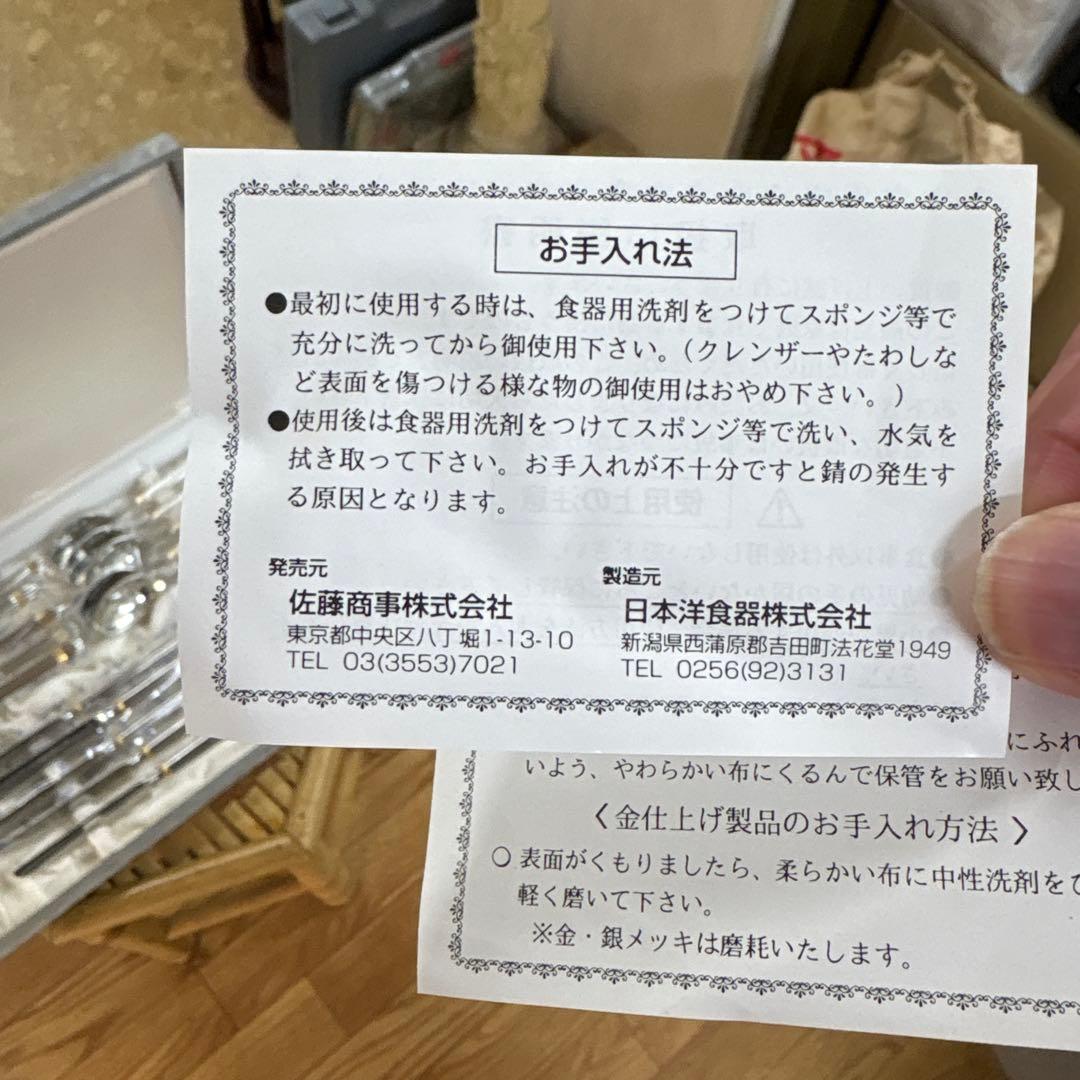 お手入れ法
●最初に使用する時は、食器用洗剤をつけてスポンジ等で
充分に洗ってから御使用下さい。(クレンザーやたわしな
ど表面を傷つける様な物の御使用はおやめ下さい。)
●使用後は食器用洗剤をつけてスポンジ等で洗い、水気を
拭き取って下さい。お手入れが不十分ですと錆の発生す
る原因となります。
発売元
佐藤商事株式会社
東京都中央区八丁堀1-13-10
TEL 03(3553)7021
製造元
日本洋食器株式会社
新潟県西蒲原郡吉田町法花堂1949
TEL 0256(92)3131
にふれ
いよう、やわらかい布にくるんで保管をお願い致し
〈金仕上げ製品のお手入れ方法〉
○表面がくもりましたら、柔らかい布に中性洗剤を
軽く磨いて下さい。
※金・銀メッキは磨耗いたします。